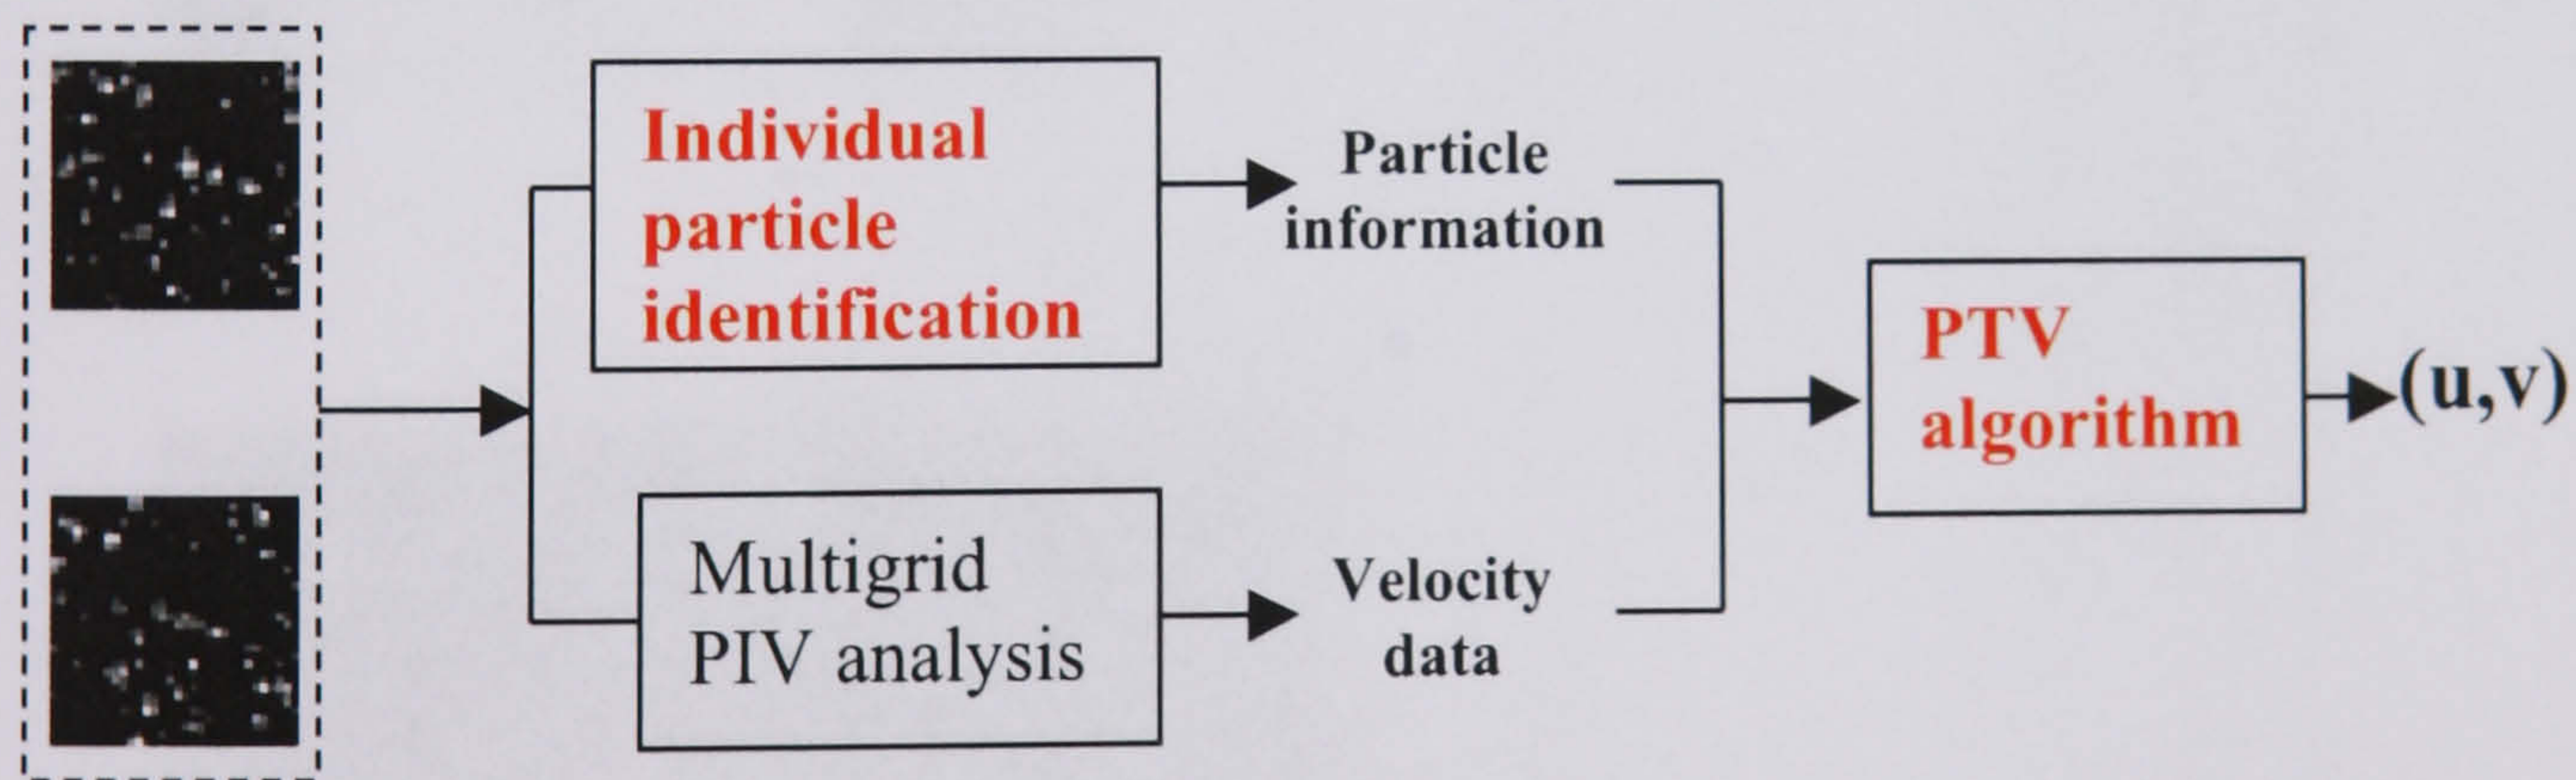 Individual
particle
identification
Particle
information
Multigrid
PIV analysis
Velocity
data
PTV
algorithm
(u,v)